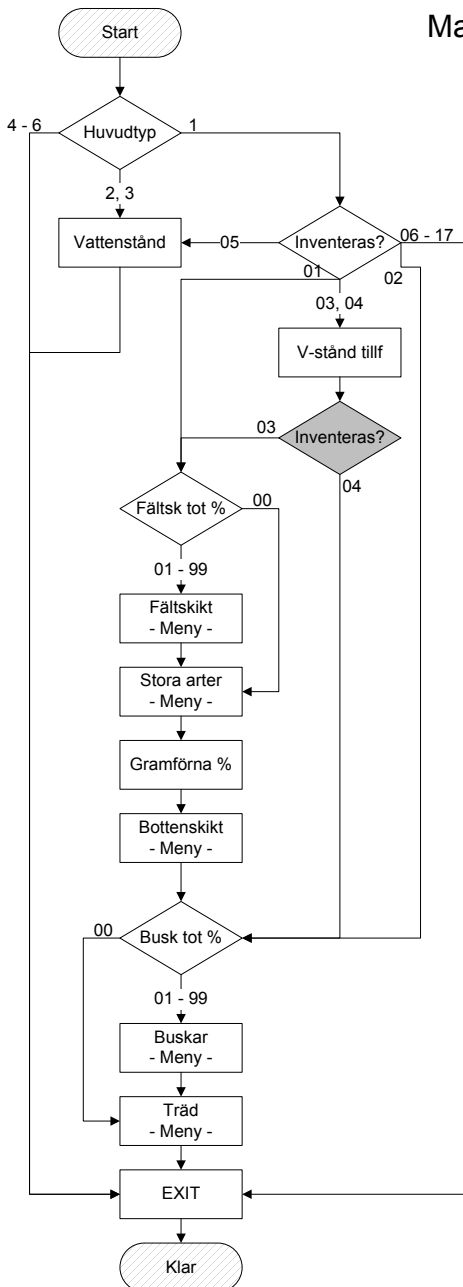 Start
Ma
4 - 6
Huvudtyp
1
2, 3
Vattenstånd
05
Inventeras?
06 - 17
01
02
03, 04
V-stånd tillf
03
Inventeras?
04
Fältsk tot %
00
01 - 99
Fältskikt
- Meny -
Stora arter
- Meny -
Gramförna %
Bottenskikt
- Meny -
00
Busk tot %
01 - 99
Buskar
- Meny -
Träd
- Meny -
EXIT
Klar